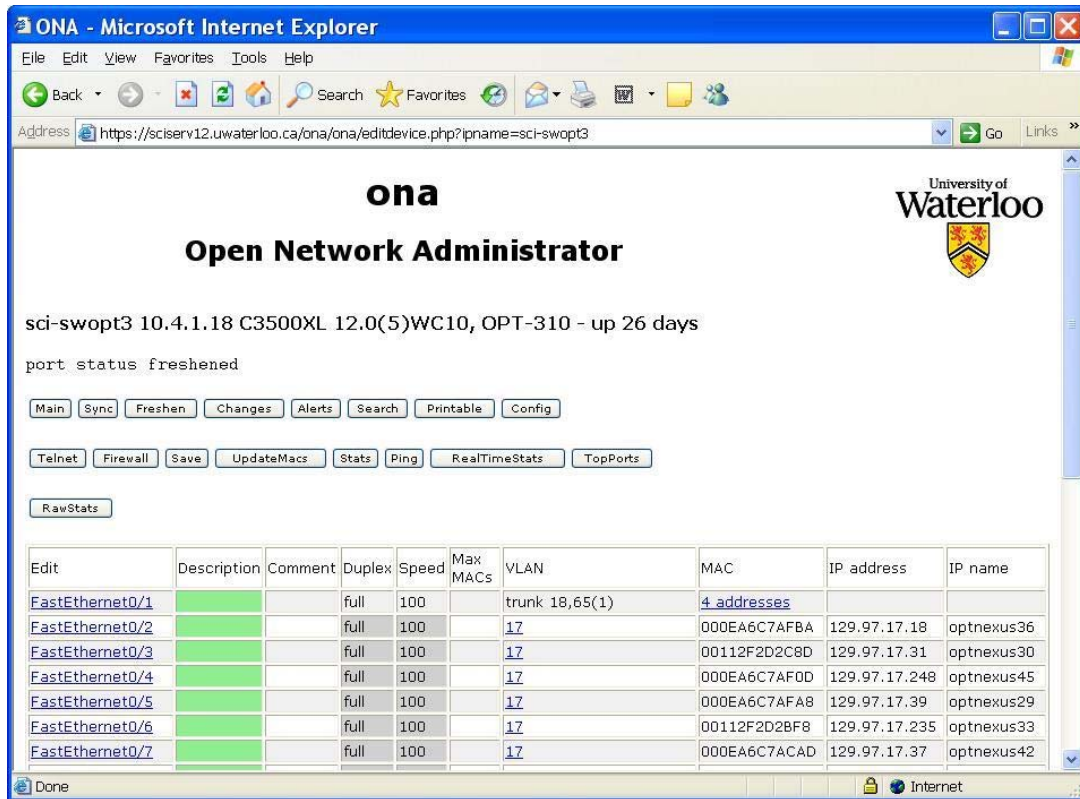 ONA - Microsoft Internet Explorer
File Edit View Favorites Tools Help
Back Search Favorites
Address https://sciserv12.uwaterloo.ca/ona/ona/editdevice.php?ipname=sci-swopt3 Go Links »
ona
University of
Waterloo
Open Network Administrator
sci-swopt3 10.4.1.18 C3500XL 12.0(5)WC10, OPT-310 - up 26 days
port status freshened
Main Sync Freshen Changes Alerts Search Printable Config
Telnet Firewall Save UpdateMacs Stats Ping RealTimeStats TopPorts
RawStats
Edit Description Comment Duplex Speed Max MACs VLAN MAC IP address IP name
FastEthernet0/1 full 100 trunk 18,65(1) 4 addresses
FastEthernet0/2 full 100 17 000EA6C7AFBA 129.97.17.18 optnexus36
FastEthernet0/3 full 100 17 00112F2D2C8D 129.97.17.31 optnexus30
FastEthernet0/4 full 100 17 000EA6C7AF0D 129.97.17.248 optnexus45
FastEthernet0/5 full 100 17 000EA6C7AFA8 129.97.17.39 optnexus29
FastEthernet0/6 full 100 17 00112F2D2BF8 129.97.17.235 optnexus33
FastEthernet0/7 full 100 17 000EA6C7ACAD 129.97.17.37 optnexus42
Done Internet